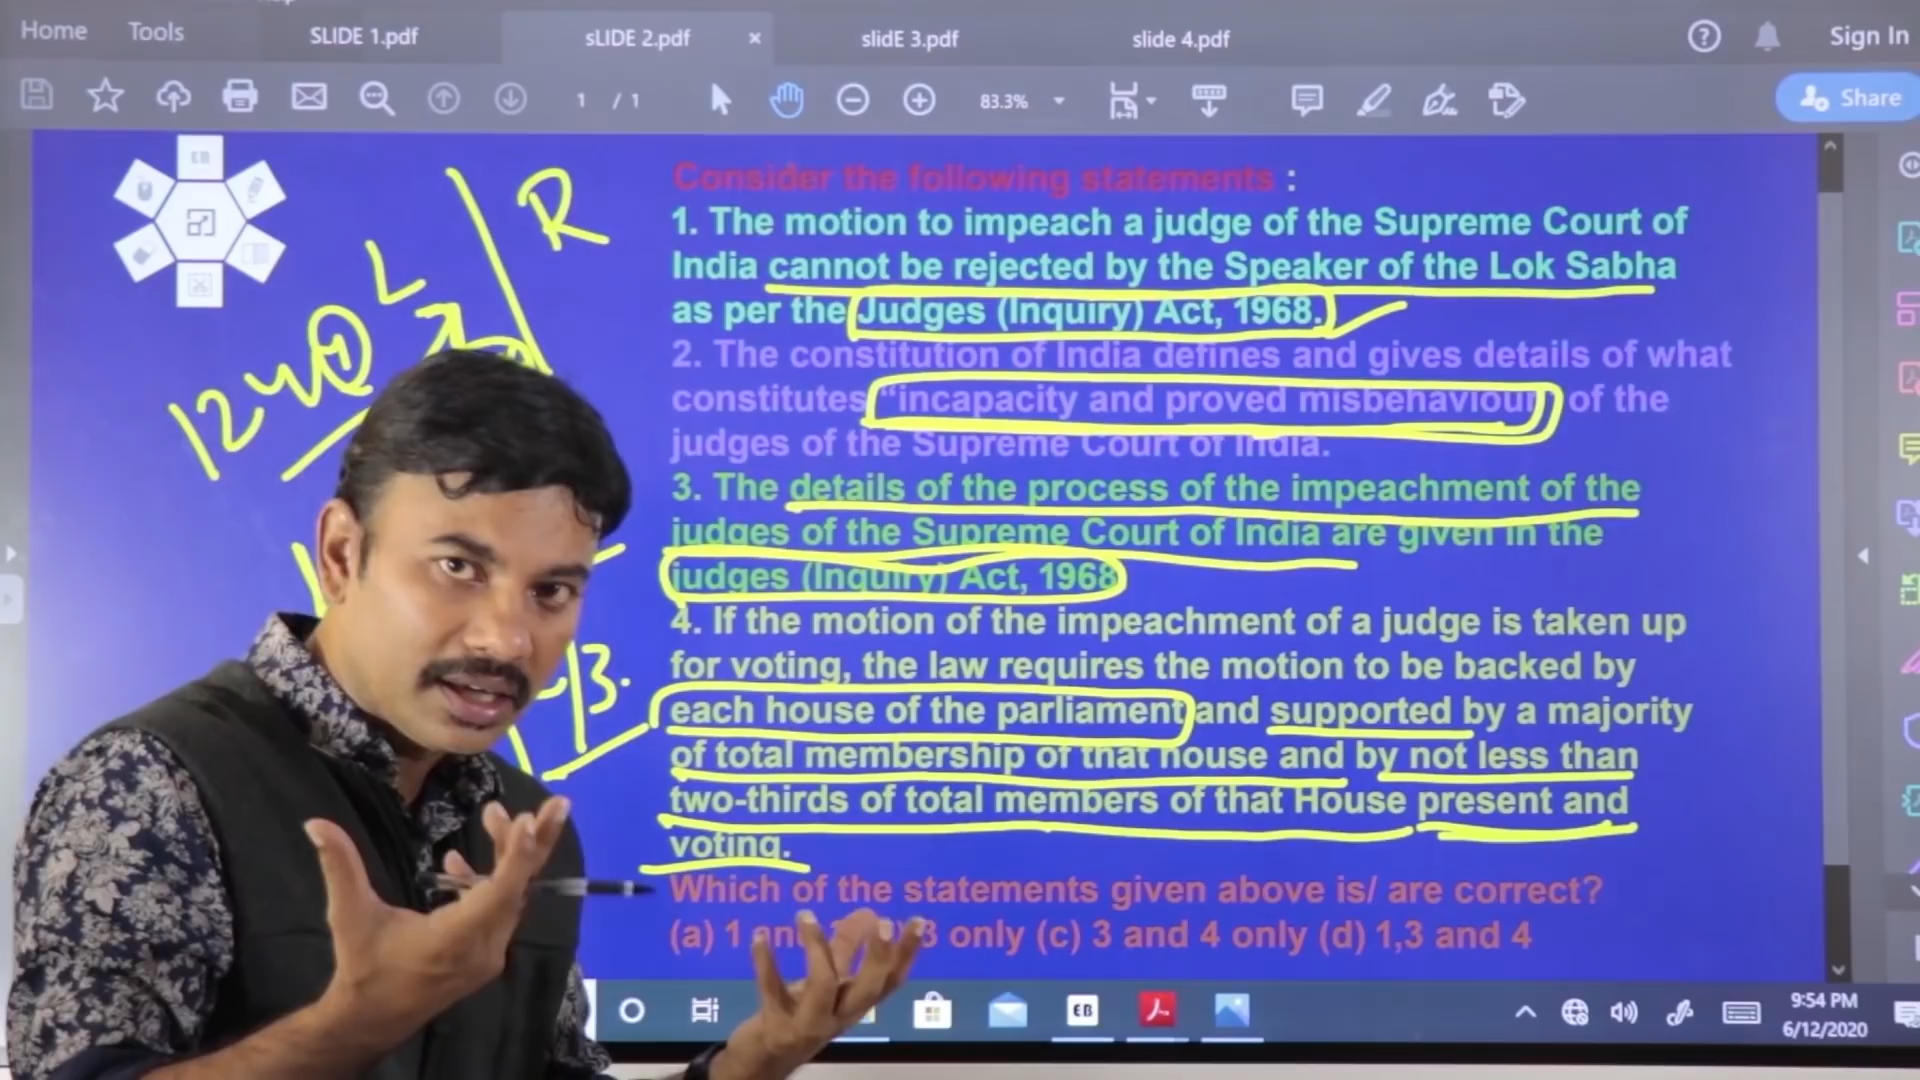 Home Tools SLIDE 1.pdf sLIDE 2.pdf × slidE 3.pdf slide 4.pdf Sign In
1 / 1 83.3% Share
EB
124 L R
Consider the following statements :
1. The motion to impeach a judge of the Supreme Court of
India cannot be rejected by the Speaker of the Lok Sabha
as per the Judges (Inquiry) Act, 1968.
2. The constitution of India defines and gives details of what
constitutes "incapacity and proved misbehaviour of the
judges of the Supreme Court of India.
3. The details of the process of the impeachment of the
judges of the Supreme Court of India are given in the
judges (Inquiry) Act, 1968
4. If the motion of the impeachment of a judge is taken up
for voting, the law requires the motion to be backed by
each house of the parliament and supported by a majority
of total membership of that house and by not less than
two-thirds of total members of that House present and
voting.
Which of the statements given above is/ are correct?
(a) 1 and 3 only (c) 3 and 4 only (d) 1,3 and 4
EB
9:54 PM
6/12/2020